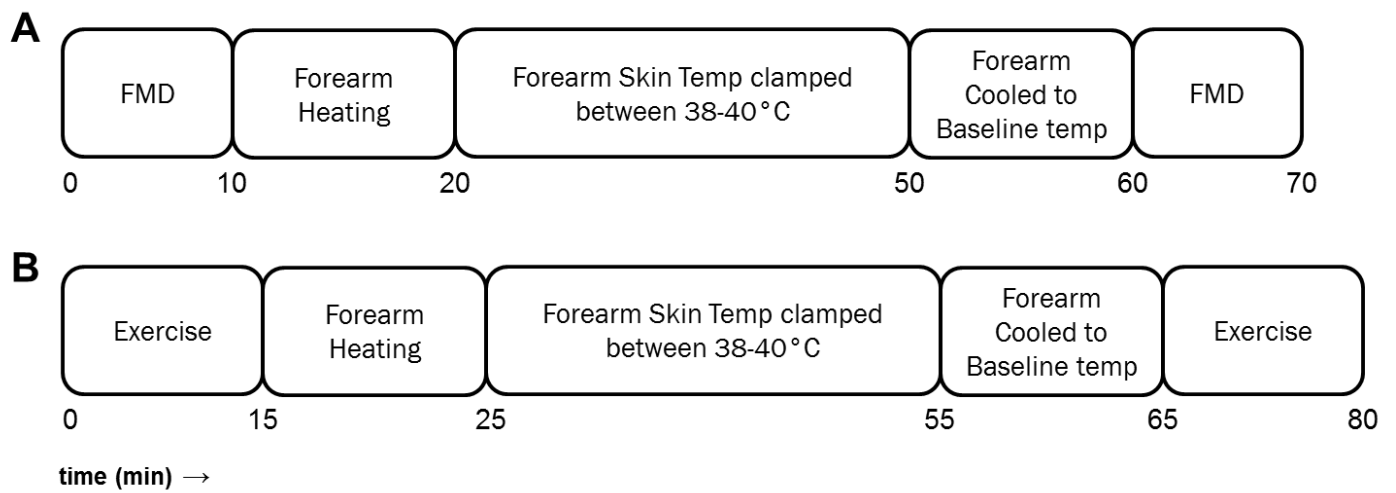 A
FMD
Forearm
Heating
Forearm Skin Temp clamped
between 38-40°C
Forearm
Cooled to
Baseline temp
FMD
0 10 20 50 60 70
B
Exercise
Forearm
Heating
Forearm Skin Temp clamped
between 38-40°C
Forearm
Cooled to
Baseline temp
Exercise
0 15 25 55 65 80
time (min) →